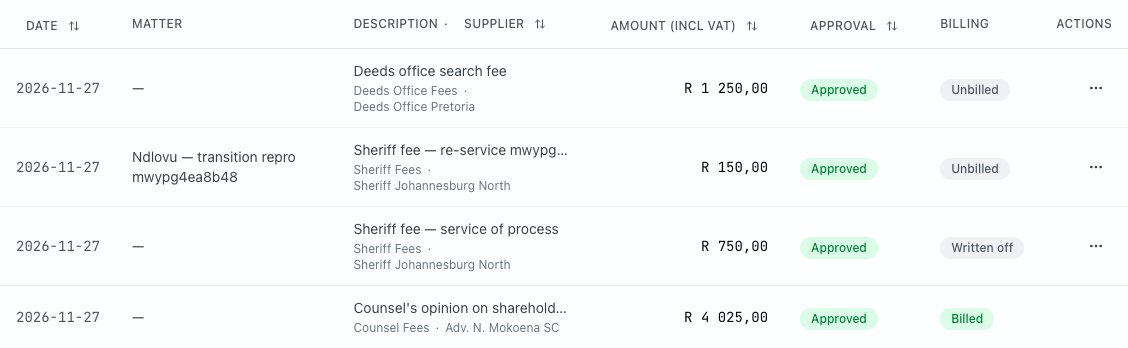 DATE MATTER DESCRIPTION · SUPPLIER AMOUNT (INCL VAT) APPROVAL BILLING ACTIONS
Deeds office search fee
2026-11-27 — Deeds Office Fees · R 1 250,00 Approved Unbilled ...
Deeds Office Pretoria
Ndlovu — transition repro Sheriff fee — re-service mwypg...
2026-11-27 Sheriff Fees · R 150,00 Approved Unbilled ...
mwypg4ea8b48 Sheriff Johannesburg North
Sheriff fee — service of process
2026-11-27 — Sheriff Fees · R 750,00 Approved Written off ...
Sheriff Johannesburg North
Counsel's opinion on sharehold...
2026-11-27 — R 4 025,00 Approved Billed
Counsel Fees · Adv. N. Mokoena SC